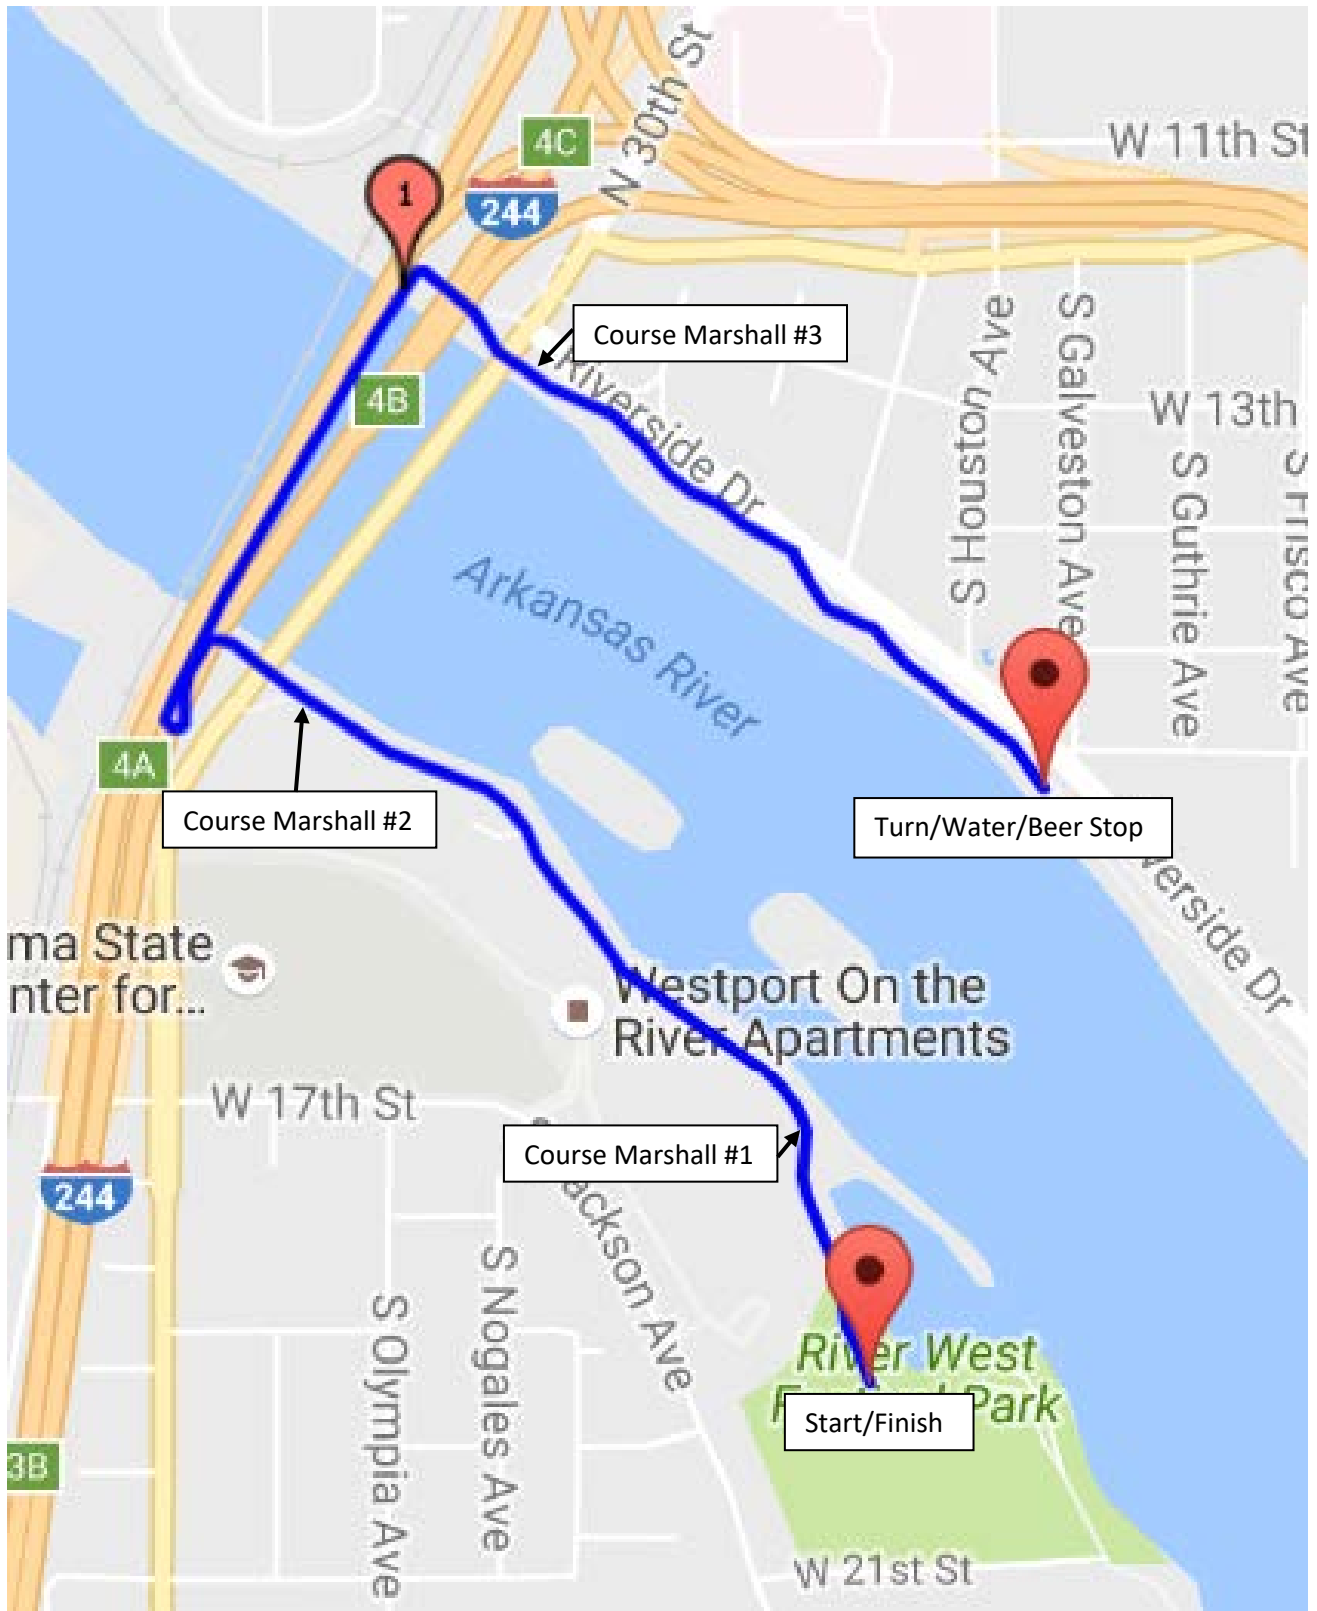 N 30th St
4C
W 11th St
1
244
Course Marshall #3
4B
Riverside Dr
S Houston Ave
S Galveston Ave
W 13th
S Guthrie Ave
S Frisco Ave
Arkansas River
4A
Course Marshall #2
Turn/Water/Beer Stop
verside Dr
ma State
nter for...
Westport On the
River Apartments
W 17th St
Course Marshall #1
244
ackson Ave
S Nogales Ave
S Olympia Ave
River West
Park
Start/Finish
3B
W 21st St